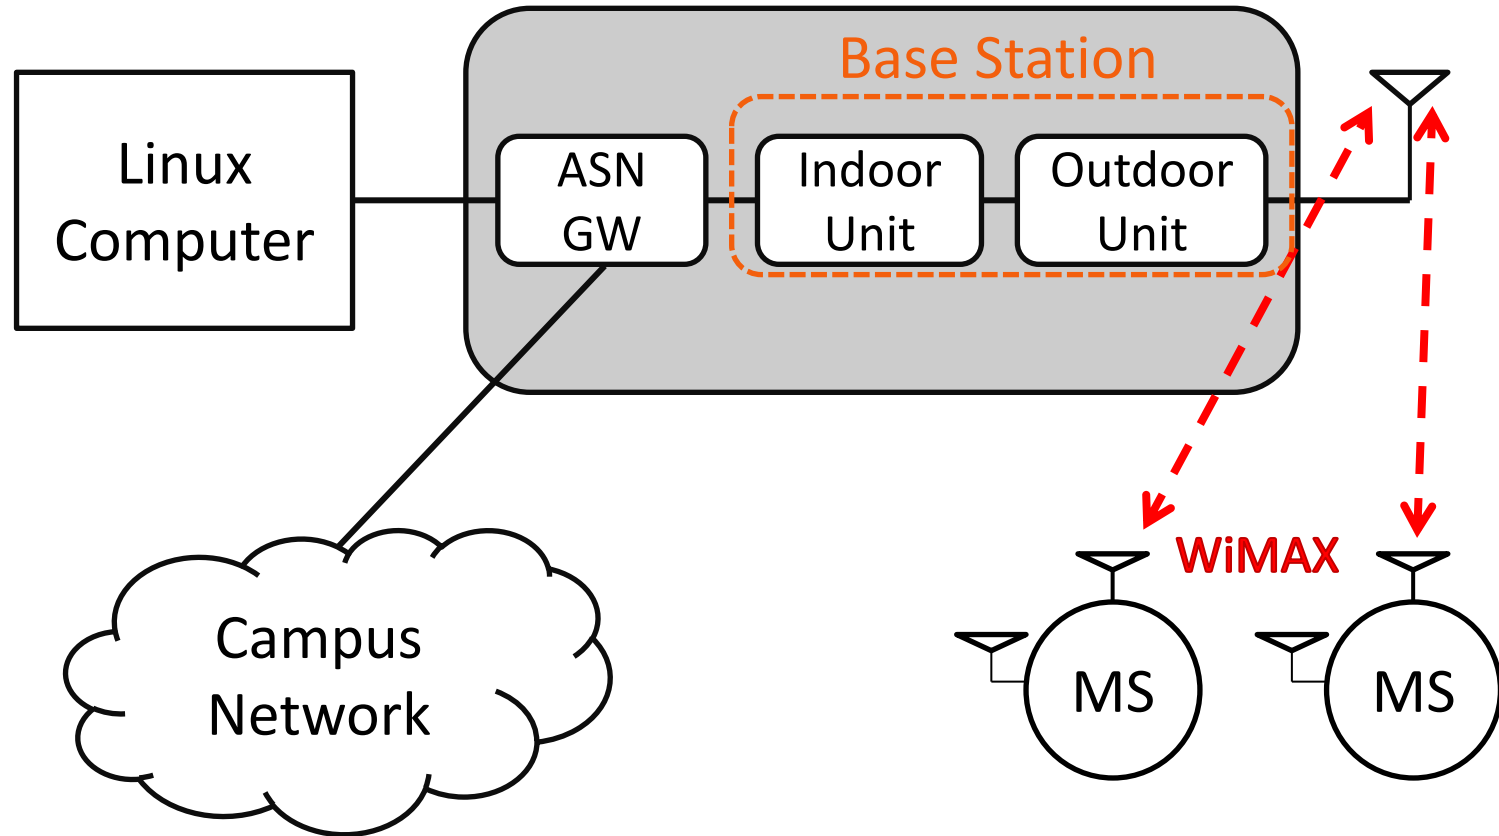 Base Station
Linux
Computer
ASN
GW
Indoor
Unit
Outdoor
Unit
WiMAX
Campus
Network
MS
MS